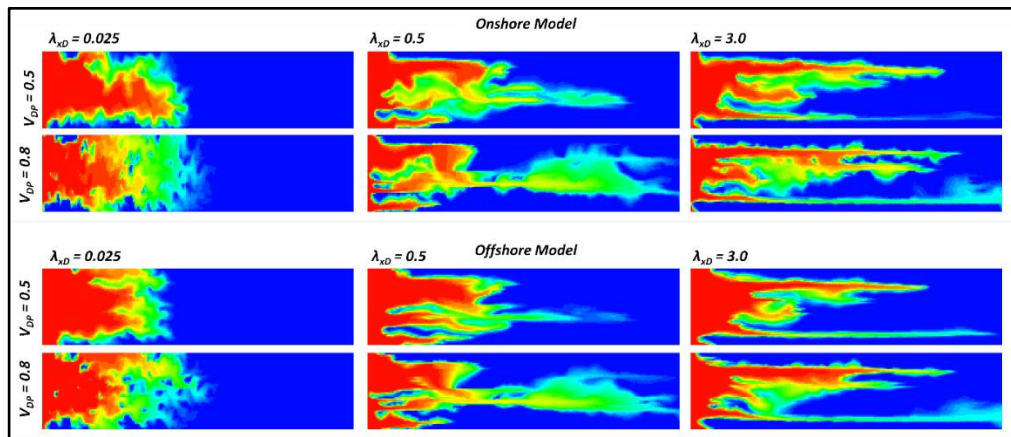 Onshore Model
λxD = 0.025
λxD = 0.5
λxD = 3.0
VDP = 0.5
VDP = 0.8
Offshore Model
λxD = 0.025
λxD = 0.5
λxD = 3.0
VDP = 0.5
VDP = 0.8